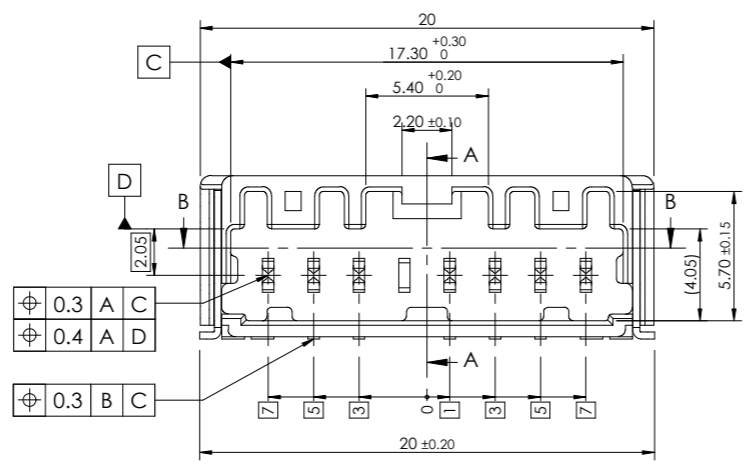 20
17.30 +0.30 0
C
5.40 +0.20 0
2.20 ±0.10
A
D
B B
2.05
(4.05)
5.70 ±0.15
⌖ 0.3 A C
⌖ 0.4 A D
⌖ 0.3 B C
A
7 5 3 0 1 3 5 7
20 ±0.20